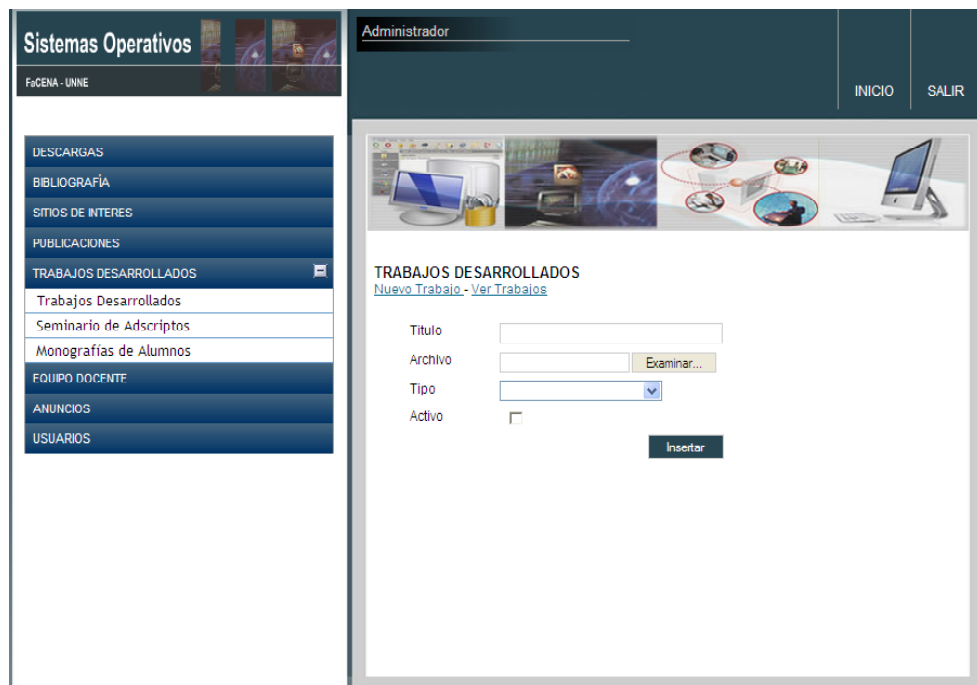 Sistemas Operativos
FaCENA - UNNE
Administrador
INICIO
SALIR
DESCARGAS
BIBLIOGRAFÍA
SITIOS DE INTERES
PUBLICACIONES
TRABAJOS DESARROLLADOS
Trabajos Desarrollados
Seminario de Adscriptos
Monografías de Alumnos
EQUIPO DOCENTE
ANUNCIOS
USUARIOS
TRABAJOS DESARROLLADOS
Nuevo Trabajo - Ver Trabajos
Titulo
Archivo
Examinar...
Tipo
Activo
Insertar